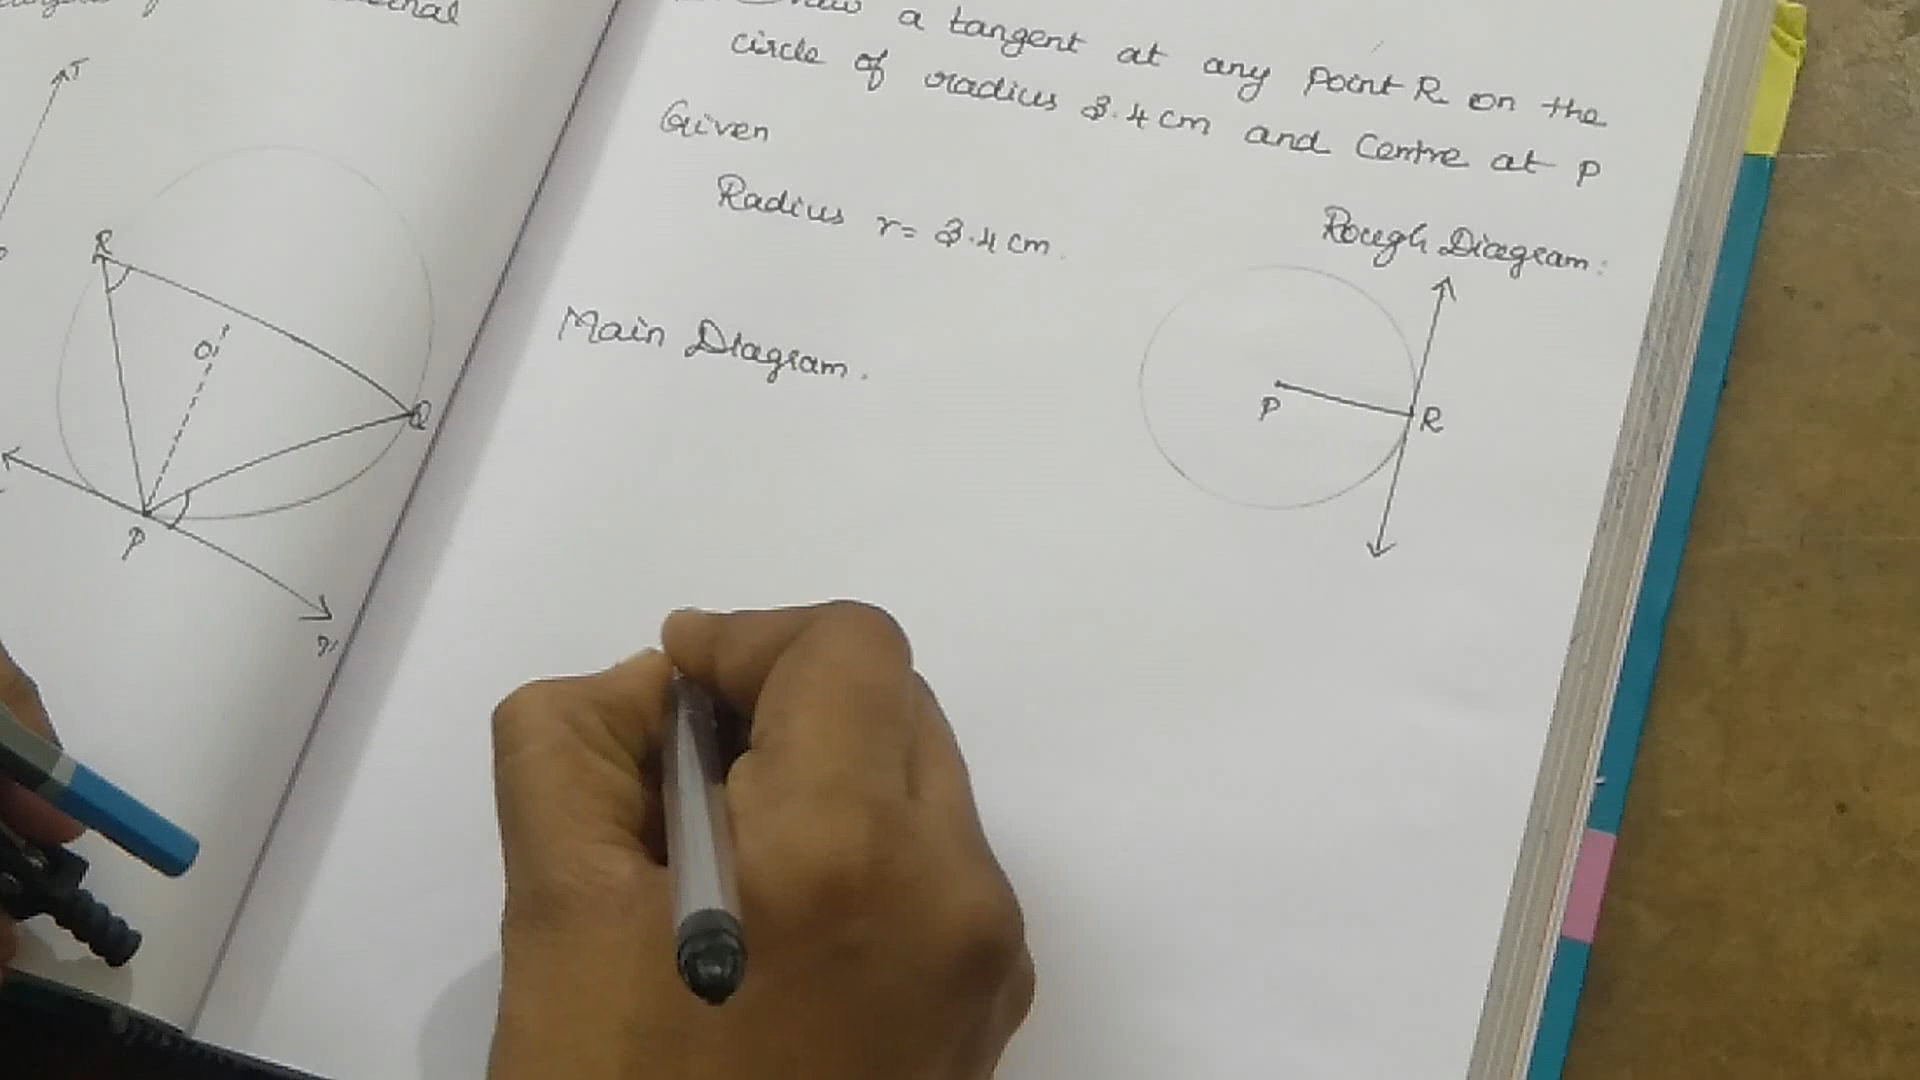 a tangent at any point R on the
circle of radius 3.4 cm and Centre at P
Given
Radius r = 3.4 cm.
Rough Diagram:
P
R
Main Diagram.
T
R
O
Q
P